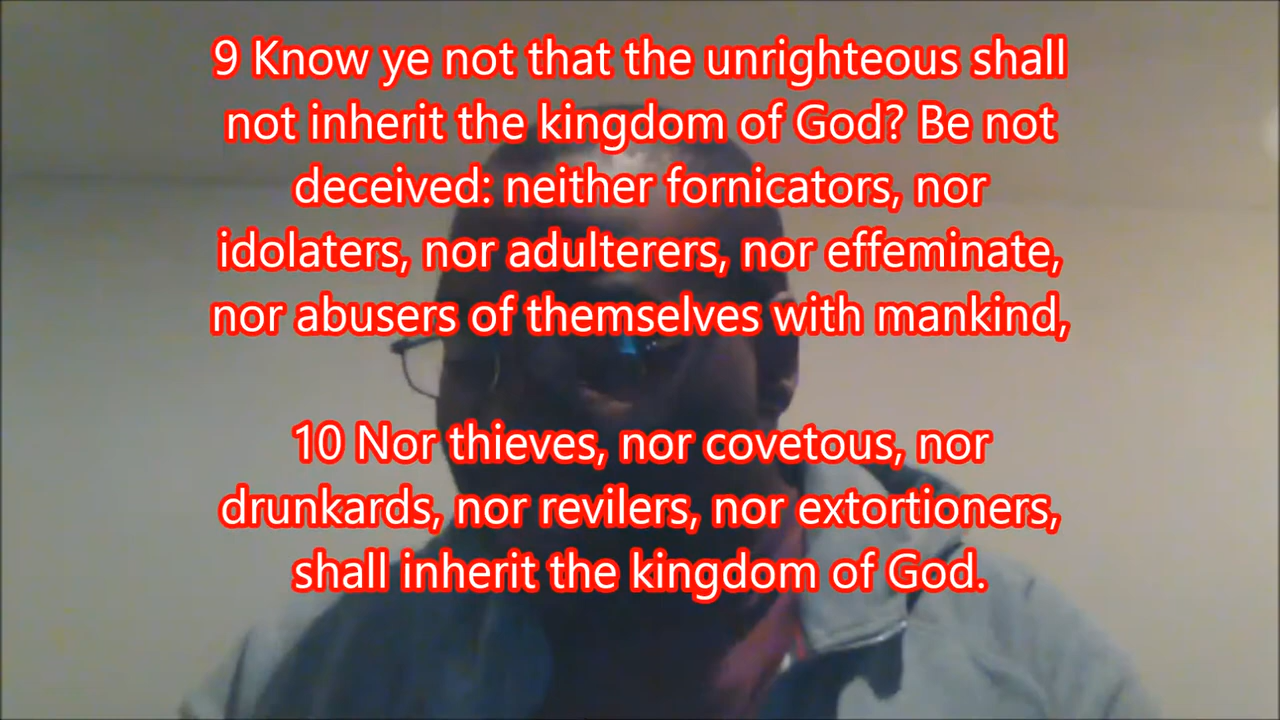 9 Know ye not that the unrighteous shall
not inherit the kingdom of God? Be not
deceived: neither fornicators, nor
idolaters, nor adulterers, nor effeminate,
nor abusers of themselves with mankind,
10 Nor thieves, nor covetous, nor
drunkards, nor revilers, nor extortioners,
shall inherit the kingdom of God.